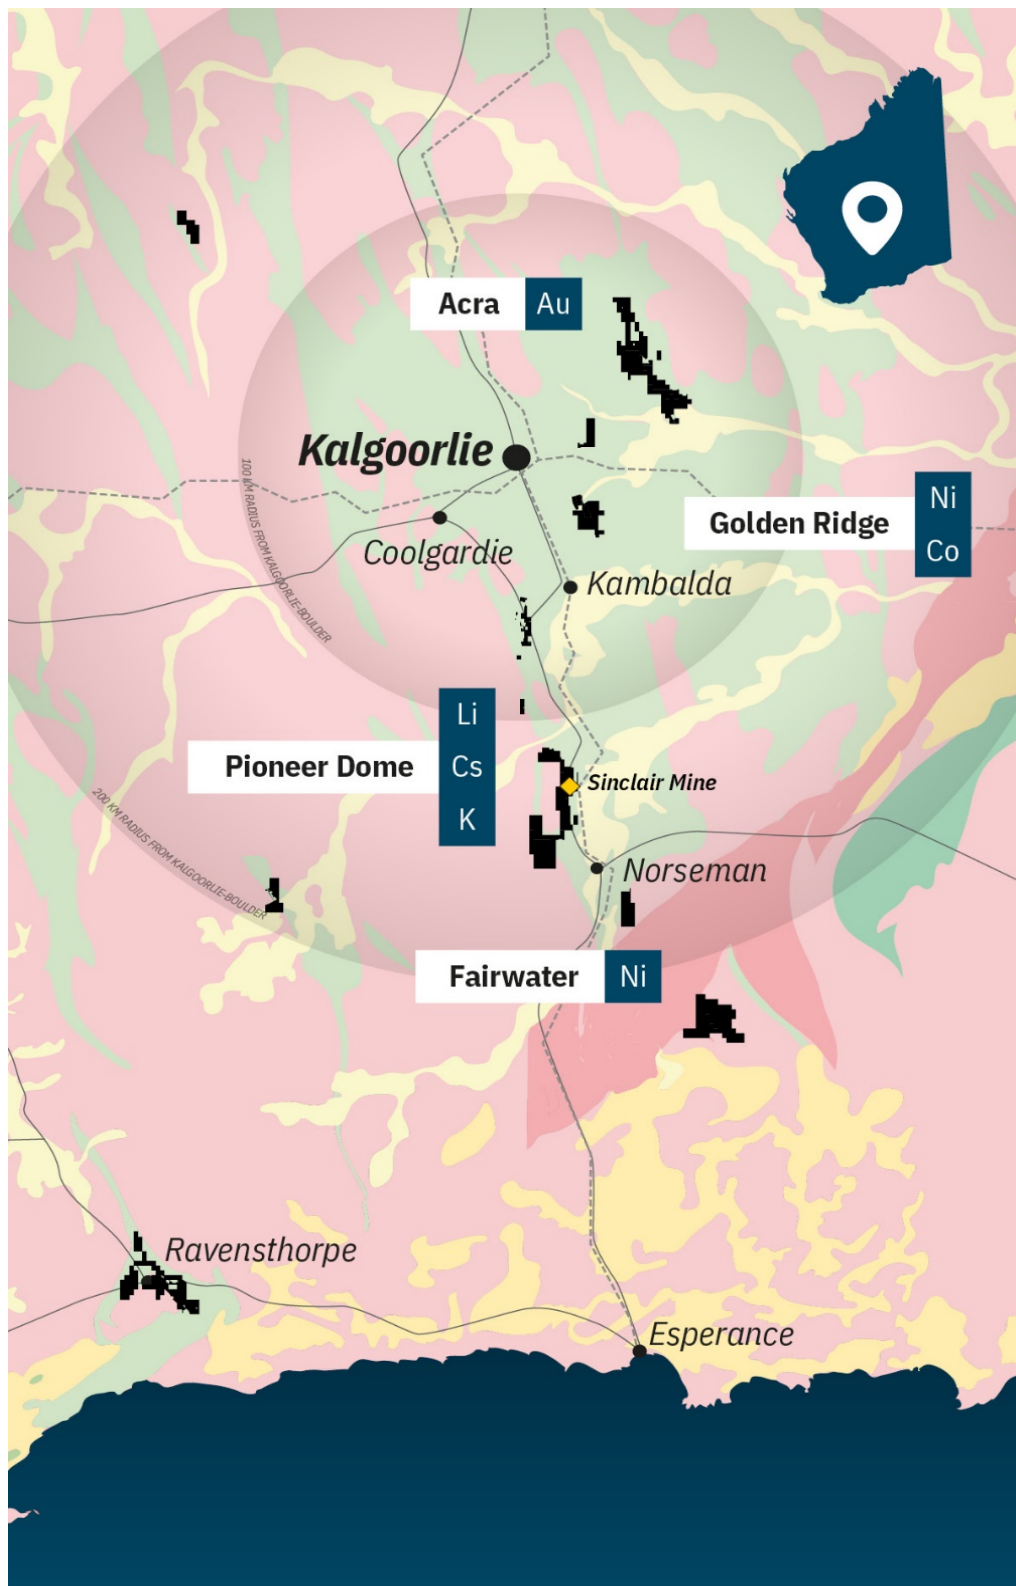 Acra Au
Kalgoorlie
100 KM RADIUS FROM KALGOORLIE-BOULDER
Ni
Golden Ridge
Co
Coolgardie
Kambalda
Li
Pioneer Dome Cs
K
Sinclair Mine
200 KM RADIUS FROM KALGOORLIE-BOULDER
Norseman
Fairwater Ni
Ravensthorpe
Esperance